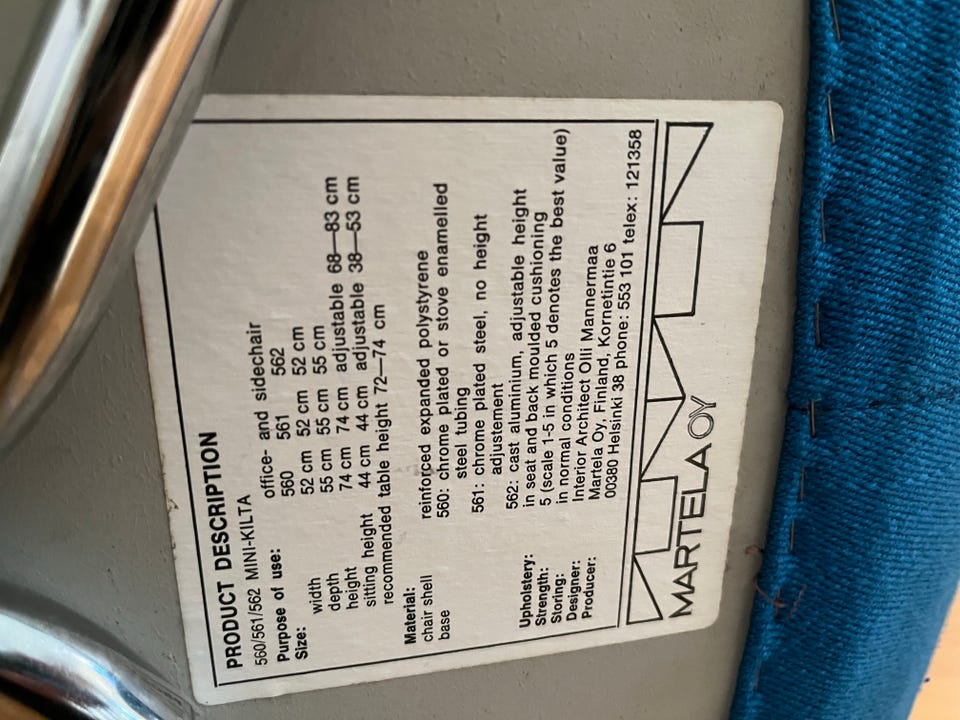 PRODUCT DESCRIPTION
560/561/562 MINI-KILTA
Purpose of use: office- and sidechair
Size: 560 561 562
width 52 cm 52 cm 52 cm
depth 55 cm 55 cm 55 cm
height 74 cm 74 cm adjustable 68—83 cm
sitting height 44 cm 44 cm adjustable 38—53 cm
recommended table height 72—74 cm
Material:
chair shell reinforced expanded polystyrene
base 560: chrome plated or stove enamelled
steel tubing
561: chrome plated steel, no height
adjustement
562: cast aluminium, adjustable height
Upholstery: in seat and back moulded cushioning
Strength: 5 (scale 1-5 in which 5 denotes the best value)
Storing: in normal conditions
Designer: Interior Architect Olli Mannermaa
Producer: Martela Oy, Finland, Kornetintie 6
00380 Helsinki 38 phone: 553 101 telex: 121358
MARTELA OY